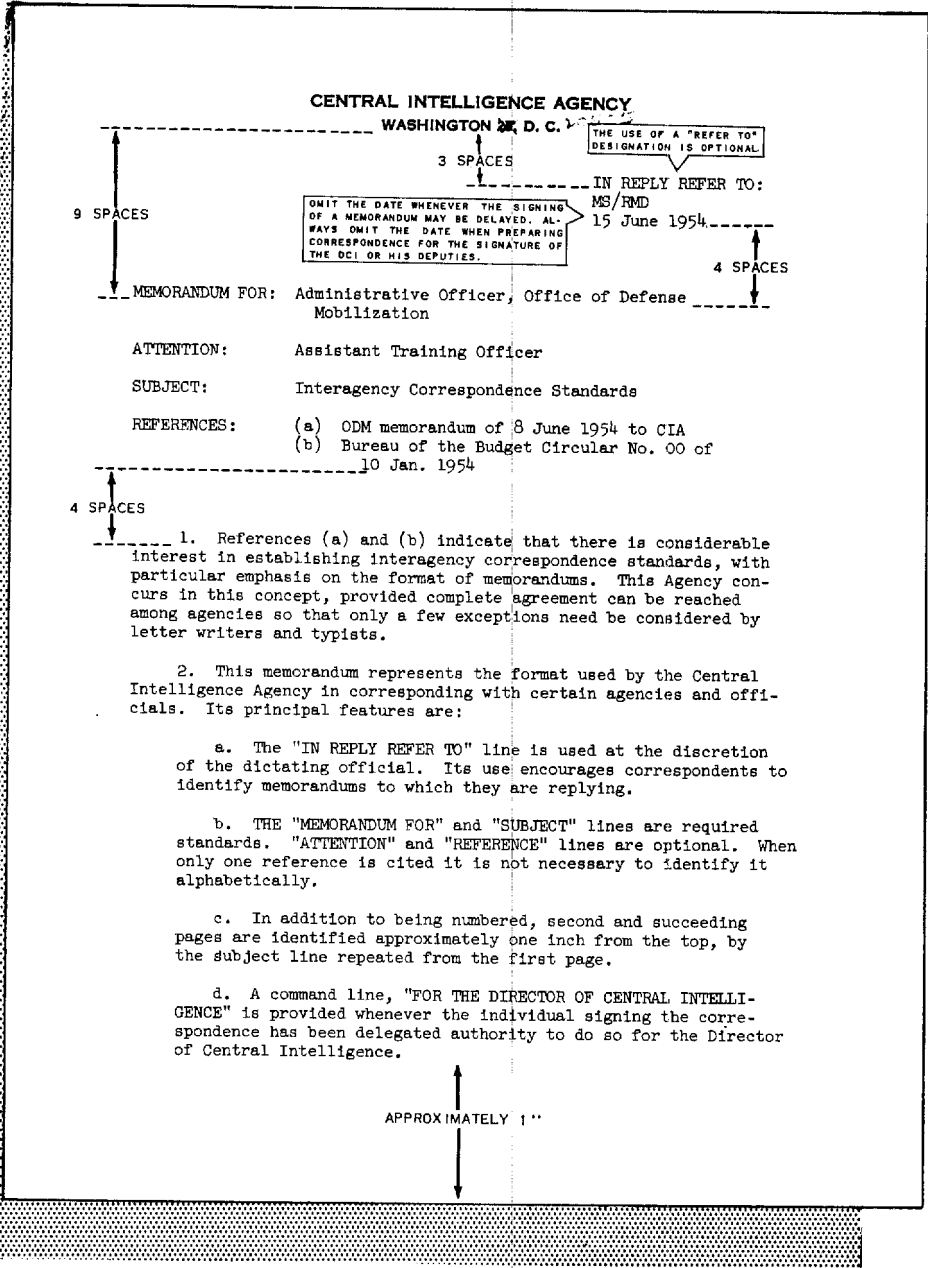 CENTRAL INTELLIGENCE AGENCY
WASHINGTON D. C.
THE USE OF A "REFER TO"
DESIGNATION IS OPTIONAL
3 SPACES
IN REPLY REFER TO:
MS/RMD
15 June 1954
OMIT THE DATE WHENEVER THE SIGNING
OF A MEMORANDUM MAY BE DELAYED. AL-
WAYS OMIT THE DATE WHEN PREPARING
CORRESPONDENCE FOR THE SIGNATURE OF
THE DCI OR HIS DEPUTIES.
9 SPACES
4 SPACES
MEMORANDUM FOR: Administrative Officer, Office of Defense
Mobilization
ATTENTION: Assistant Training Officer
SUBJECT: Interagency Correspondence Standards
REFERENCES: (a) ODM memorandum of 8 June 1954 to CIA
(b) Bureau of the Budget Circular No. 00 of
10 Jan. 1954
4 SPACES
1. References (a) and (b) indicate that there is considerable
interest in establishing interagency correspondence standards, with
particular emphasis on the format of memorandums. This Agency con-
curs in this concept, provided complete agreement can be reached
among agencies so that only a few exceptions need be considered by
letter writers and typists.
2. This memorandum represents the format used by the Central
Intelligence Agency in corresponding with certain agencies and offi-
cials. Its principal features are:
a. The "IN REPLY REFER TO" line is used at the discretion
of the dictating official. Its use encourages correspondents to
identify memorandums to which they are replying.
b. THE "MEMORANDUM FOR" and "SUBJECT" lines are required
standards. "ATTENTION" and "REFERENCE" lines are optional. When
only one reference is cited it is not necessary to identify it
alphabetically.
c. In addition to being numbered, second and succeeding
pages are identified approximately one inch from the top, by
the subject line repeated from the first page.
d. A command line, "FOR THE DIRECTOR OF CENTRAL INTELLI-
GENCE" is provided whenever the individual signing the corre-
spondence has been delegated authority to do so for the Director
of Central Intelligence.
APPROXIMATELY 1"